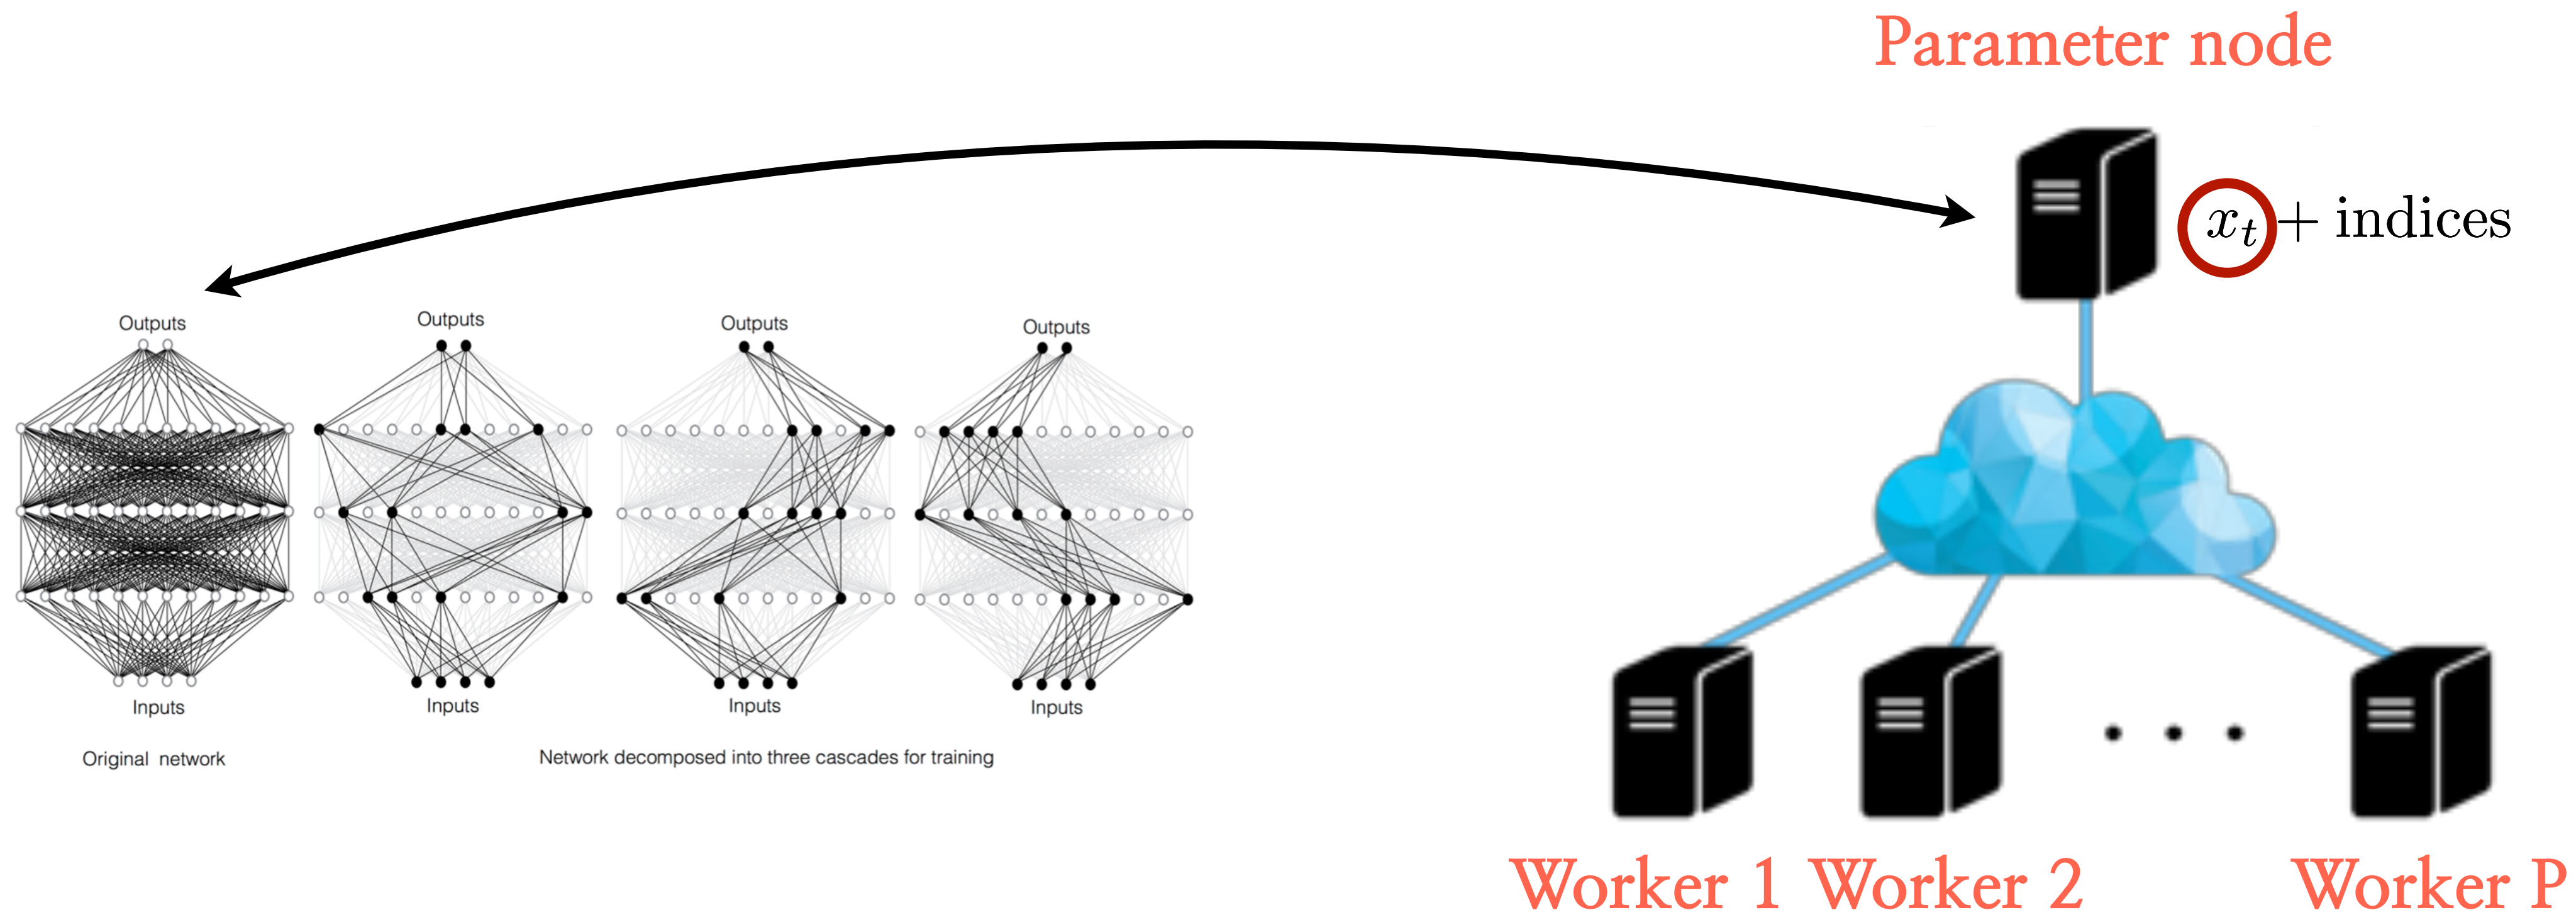 Parameter node
x_t + indices
Outputs
Outputs
Outputs
Outputs
Inputs
Inputs
Inputs
Inputs
Original network
Network decomposed into three cascades for training
Worker 1
Worker 2
Worker P